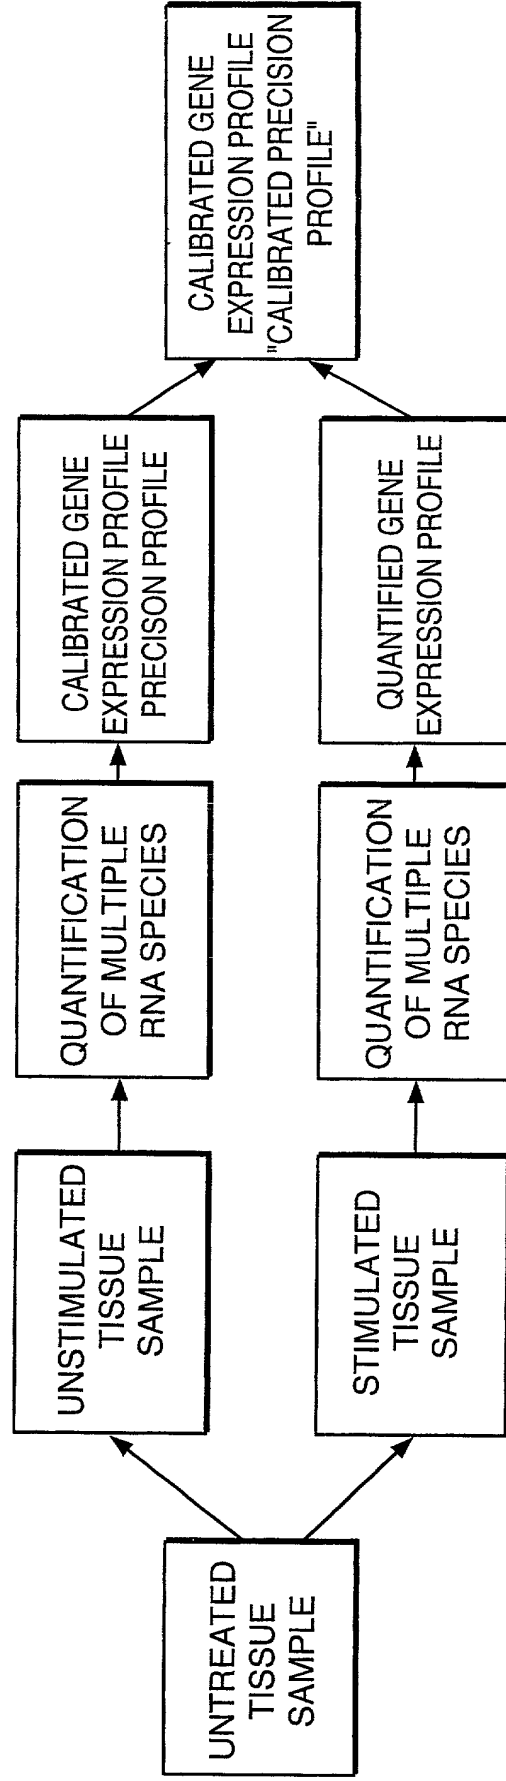 UNTREATED
TISSUE
SAMPLE
UNSTIMULATED
TISSUE
SAMPLE
QUANTIFICATION
OF MULTIPLE
RNA SPECIES
CALIBRATED GENE
EXPRESSION PROFILE
PRECISON PROFILE
STIMULATED
TISSUE
SAMPLE
QUANTIFICATION
OF MULTIPLE
RNA SPECIES
QUANTIFIED GENE
EXPRESSION PROFILE
CALIBRATED GENE
EXPRESSION PROFILE
"CALIBRATED PRECISION
PROFILE"